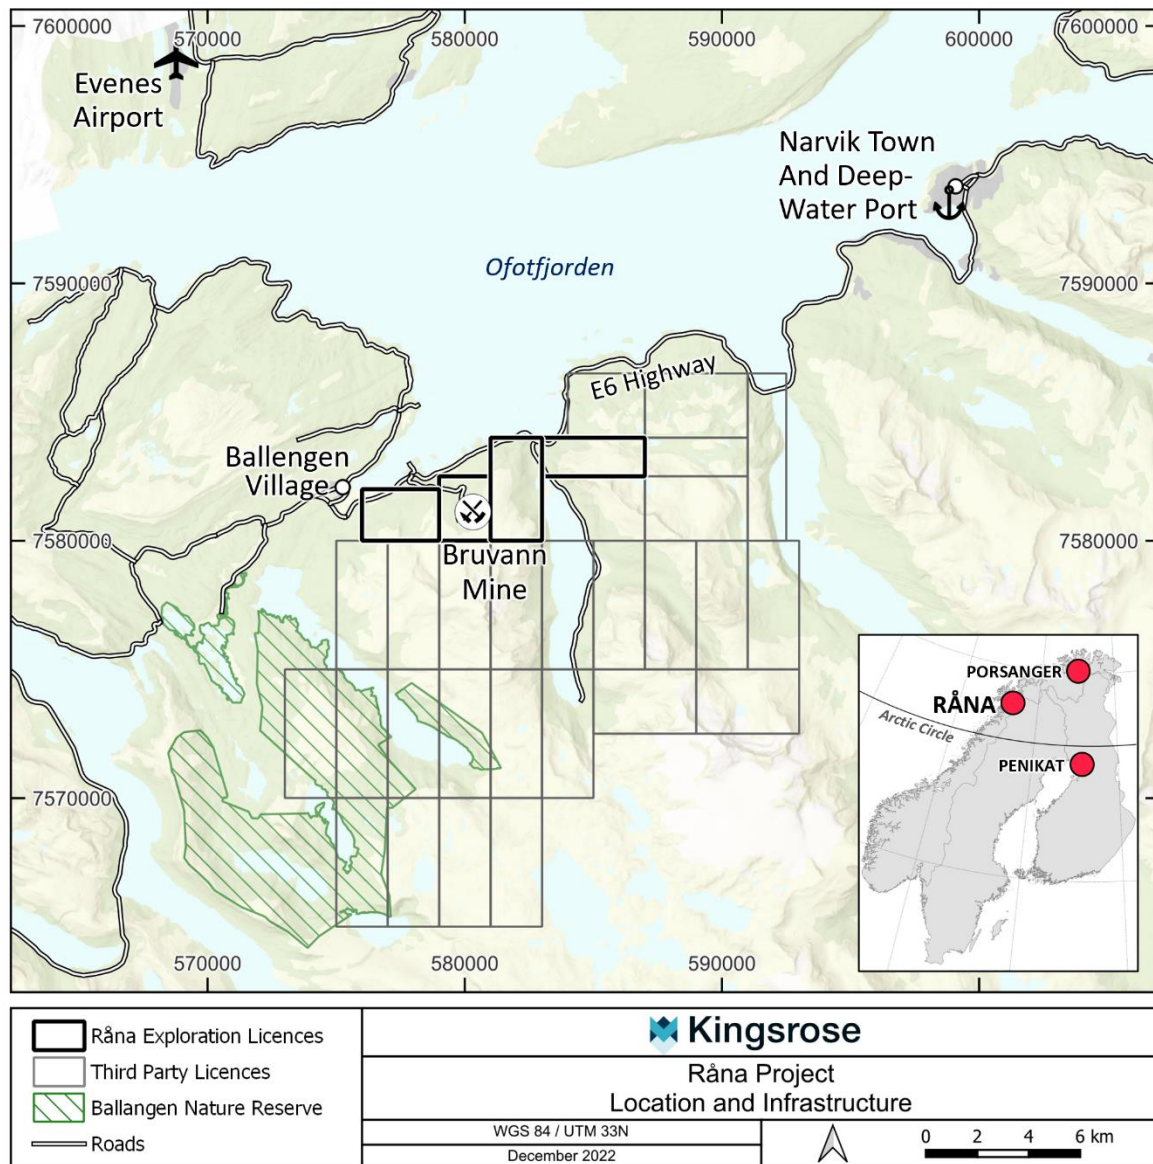 7600000
570000
580000
590000
600000
7600000
Evenes
Airport
Narvik Town
And Deep-
Water Port
Ofotfjorden
7590000
7590000
E6 Highway
Ballengen
Village
7580000
7580000
Bruvann
Mine
PORSANGER
RÅNA
Arctic Circle
PENIKAT
7570000
570000
580000
590000
Råna Exploration Licences
Third Party Licences
Ballangen Nature Reserve
Roads
Kingsrose
Råna Project
Location and Infrastructure
WGS 84 / UTM 33N
December 2022
0 2 4 6 km